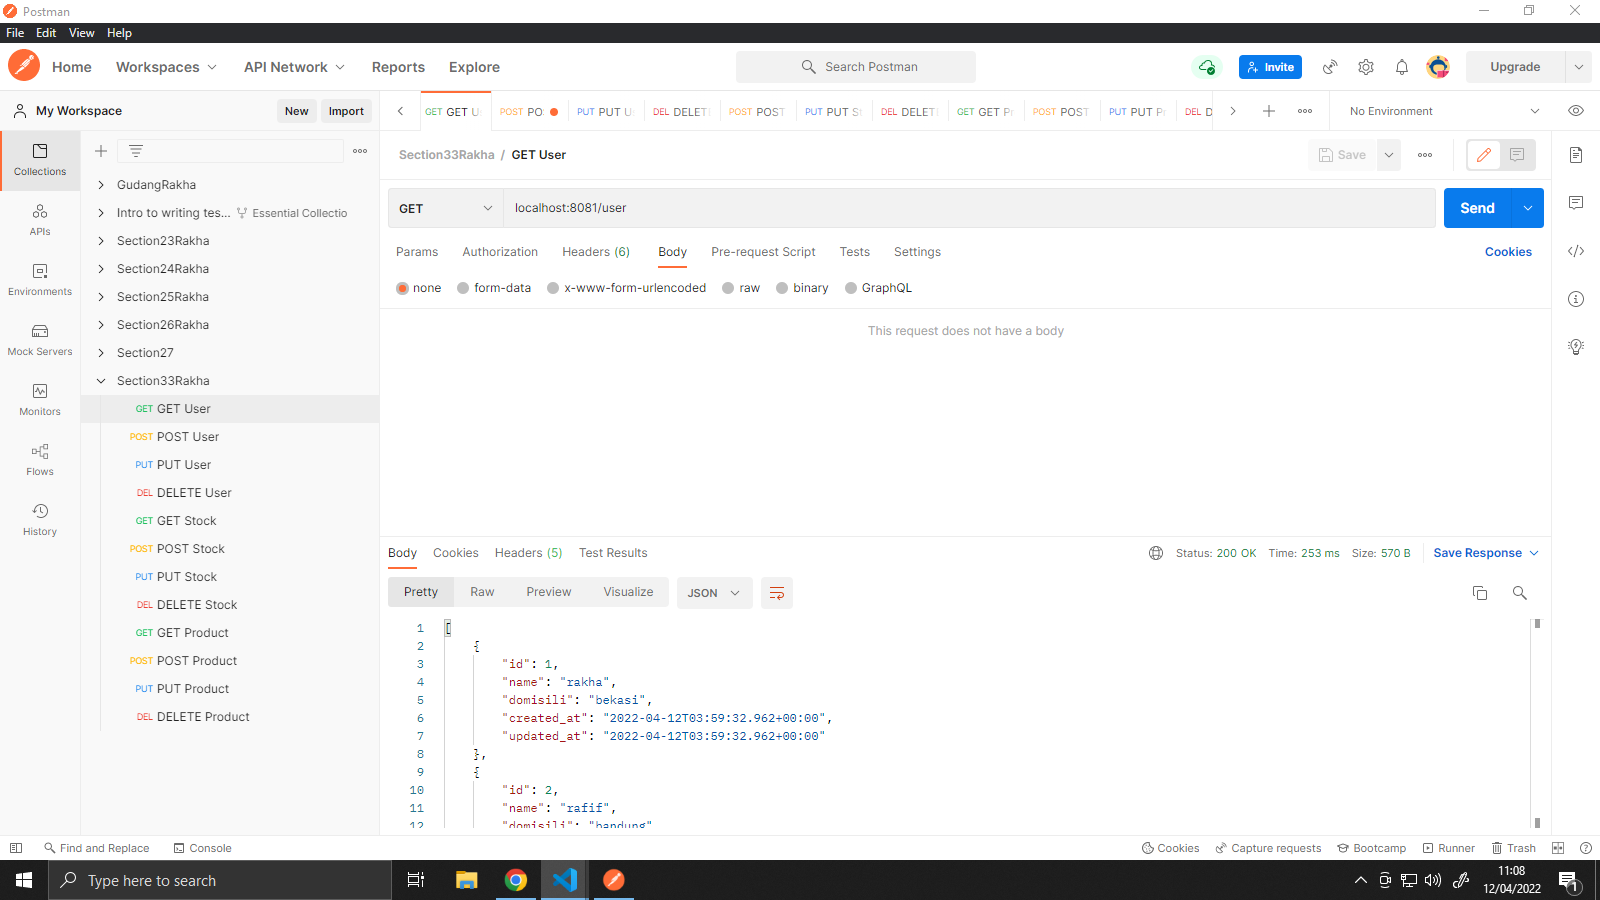 Postman
File Edit View Help
Home Workspaces API Network Reports Explore Search Postman Invite Upgrade
My Workspace New Import
GET GET U POST PO PUT PUT U DEL DELET POST POST PUT PUT S DEL DELET GET GET P POST POST PUT PUT P DEL D No Environment
Collections
APIs
Environments
Mock Servers
Monitors
Flows
History
GudangRakha
Intro to writing tes... Essential Collectio
Section23Rakha
Section24Rakha
Section25Rakha
Section26Rakha
Section27
Section33Rakha
GET GET User
POST POST User
PUT PUT User
DEL DELETE User
GET GET Stock
POST POST Stock
PUT PUT Stock
DEL DELETE Stock
GET GET Product
POST POST Product
PUT PUT Product
DEL DELETE Product
Section33Rakha / GET User Save
GET localhost:8081/user Send
Params Authorization Headers (6) Body Pre-request Script Tests Settings Cookies
none form-data x-www-form-urlencoded raw binary GraphQL
This request does not have a body
Body Cookies Headers (5) Test Results Status: 200 OK Time: 253 ms Size: 570 B Save Response
Pretty Raw Preview Visualize JSON
1 [
2 {
3 "id": 1,
4 "name": "rakha",
5 "domisili": "bekasi",
6 "created_at": "2022-04-12T03:59:32.962+00:00",
7 "updated_at": "2022-04-12T03:59:32.962+00:00"
8 },
9 {
10 "id": 2,
11 "name": "rafif",
12 "domisili": "bandung"
Find and Replace Console Cookies Capture requests Bootcamp Runner Trash
Type here to search 11:08
12/04/2022 1